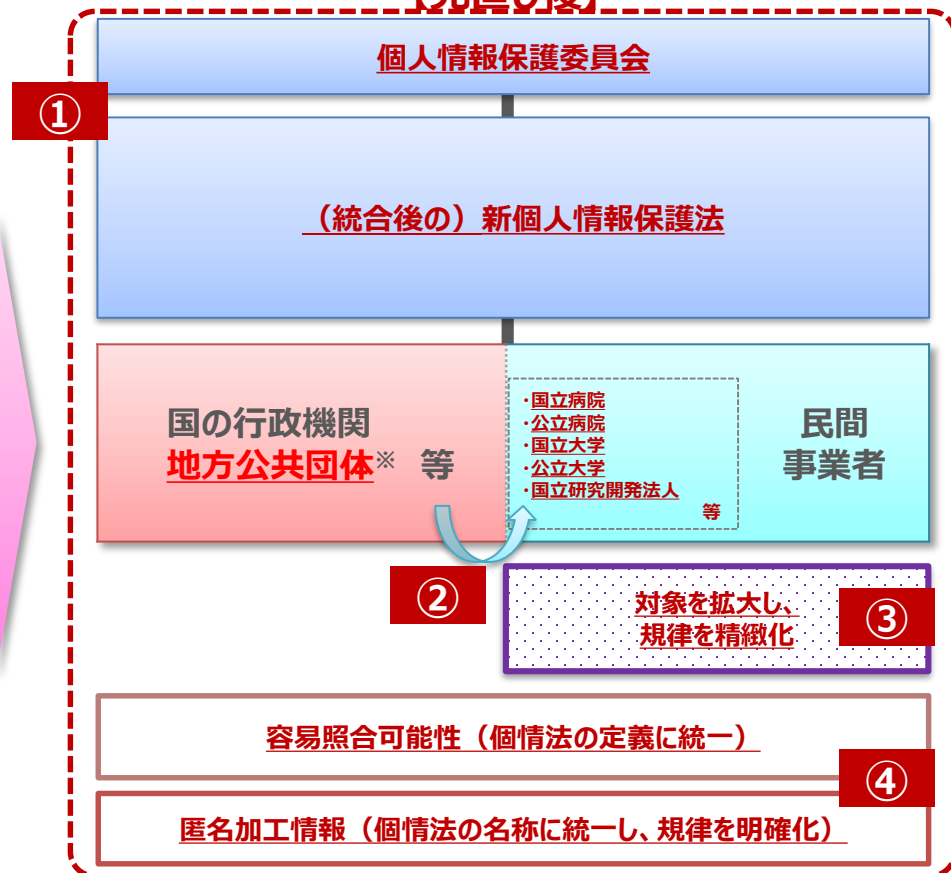 【見直し後】
個人情報保護委員会
①
（統合後の）新個人情報保護法
国の行政機関
地方公共団体※ 等
・国立病院
・公立病院
・国立大学
・公立大学
・国立研究開発法人
等
民間
事業者
②
対象を拡大し、
規律を精緻化
③
容易照合可能性（個情法の定義に統一）
④
匿名加工情報（個情法の名称に統一し、規律を明確化）